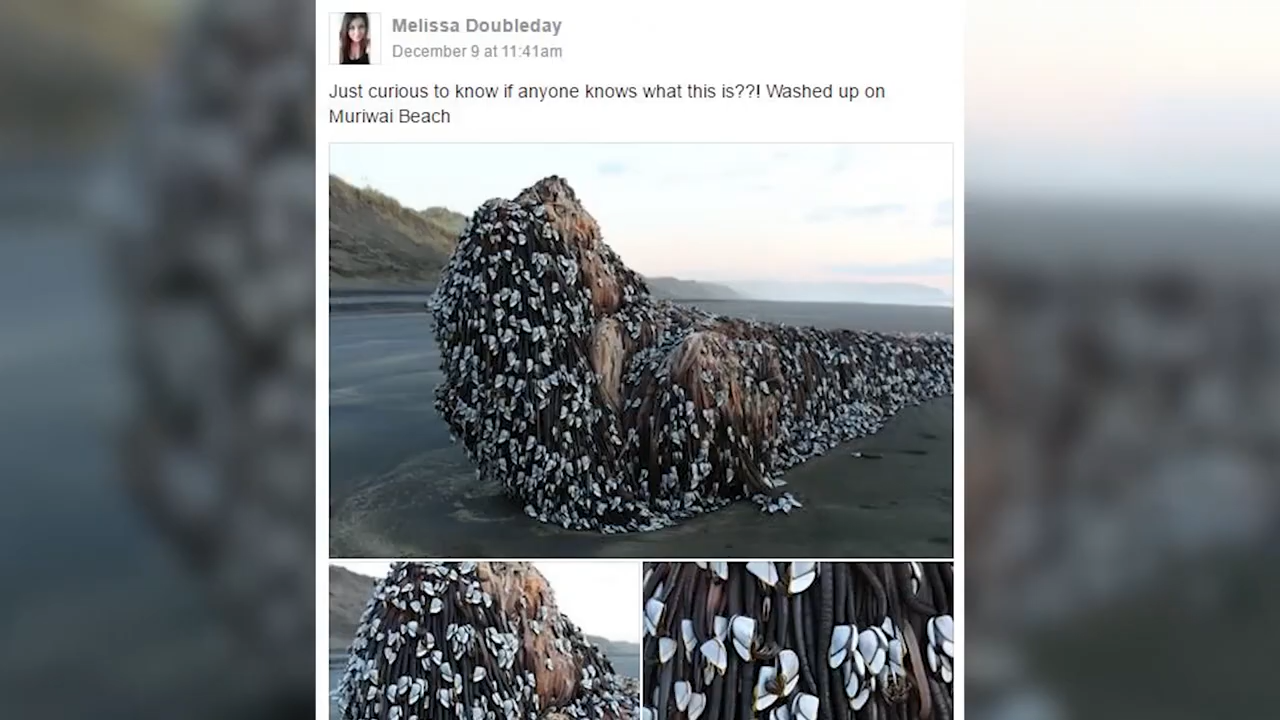 Melissa Doubleday
December 9 at 11:41am
Just curious to know if anyone knows what this is??! Washed up on
Muriwai Beach